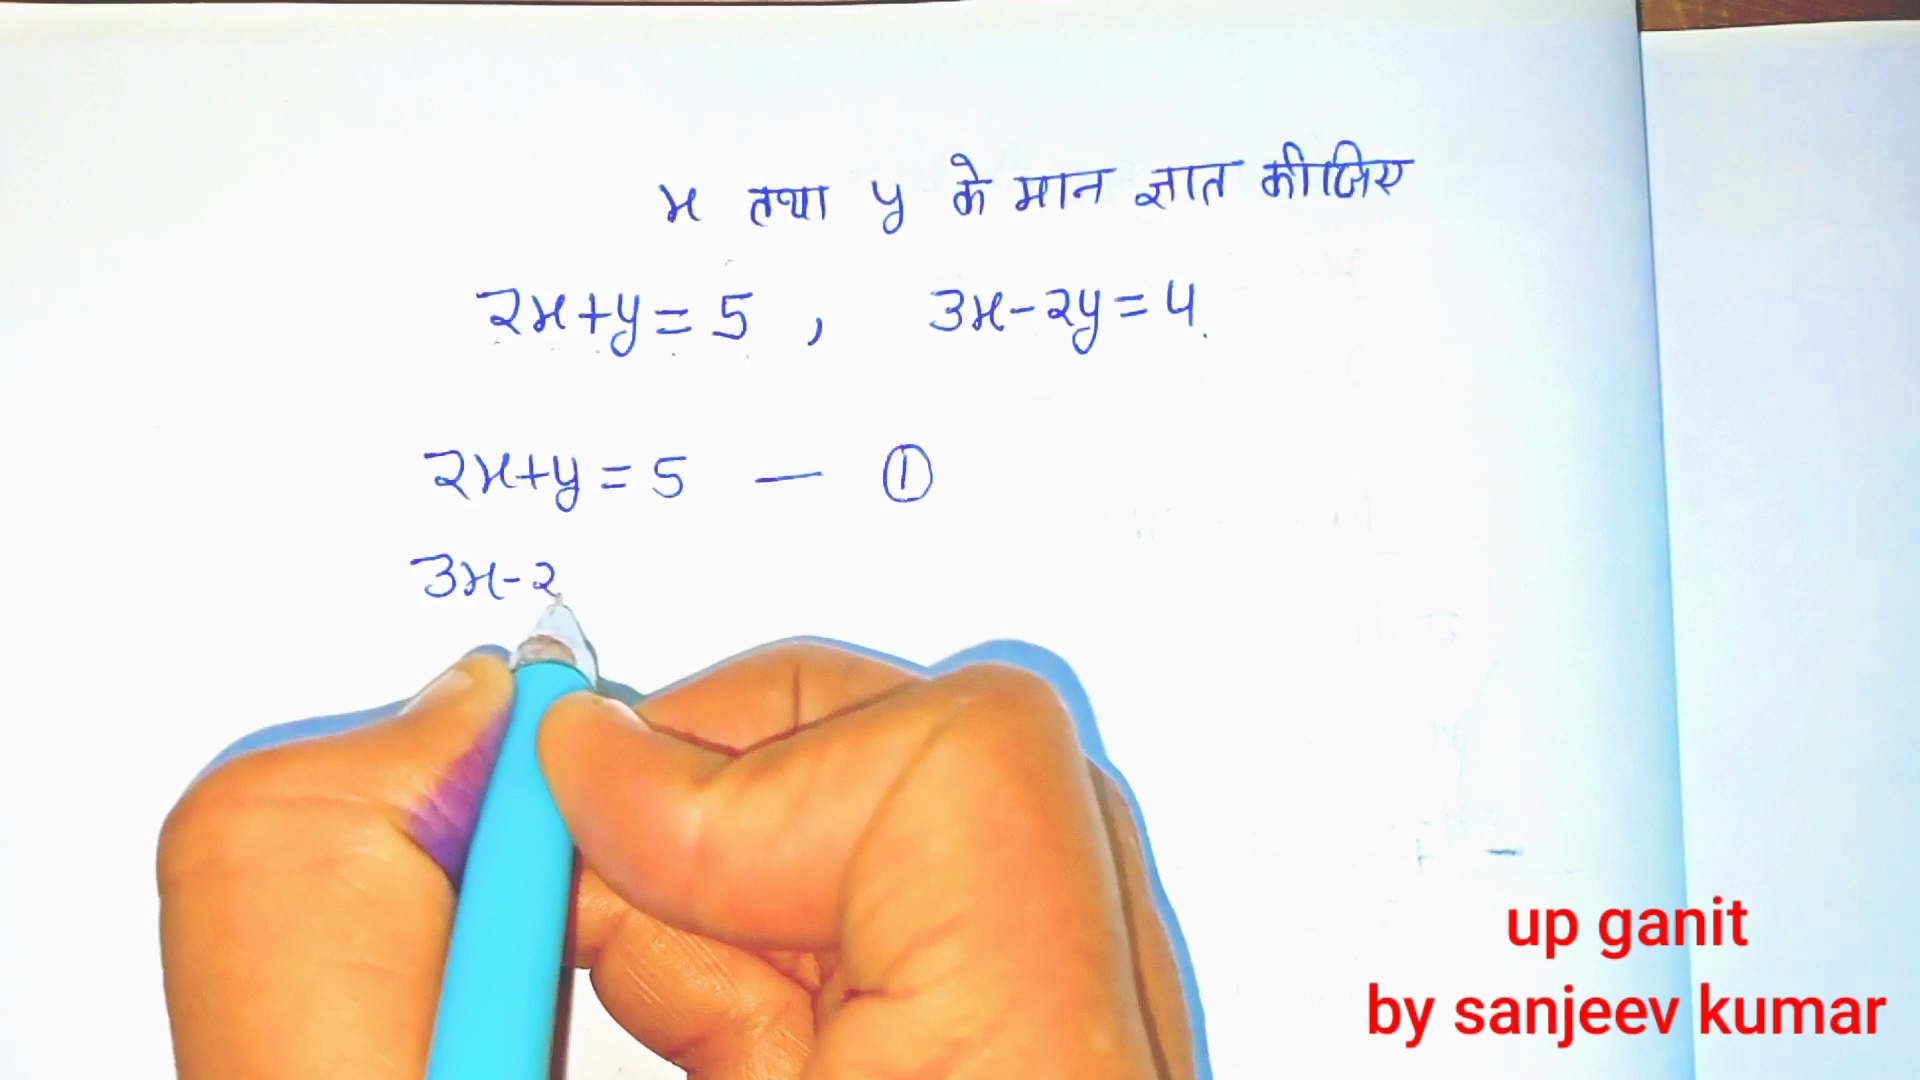 x तथा y के मान ज्ञात कीजिए
2x+y=5 , 3x-2y=4
2x+y=5 — ①
3x-2
up ganit
by sanjeev kumar